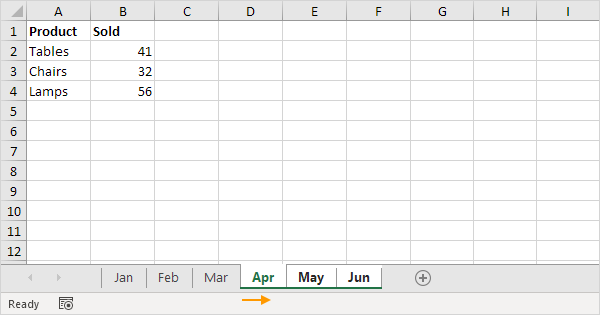 A B C D E F G H I
1 Product Sold
2 Tables 41
3 Chairs 32
4 Lamps 56
5
6
7
8
9
10
11
12
Jan Feb Mar Apr May Jun
Ready